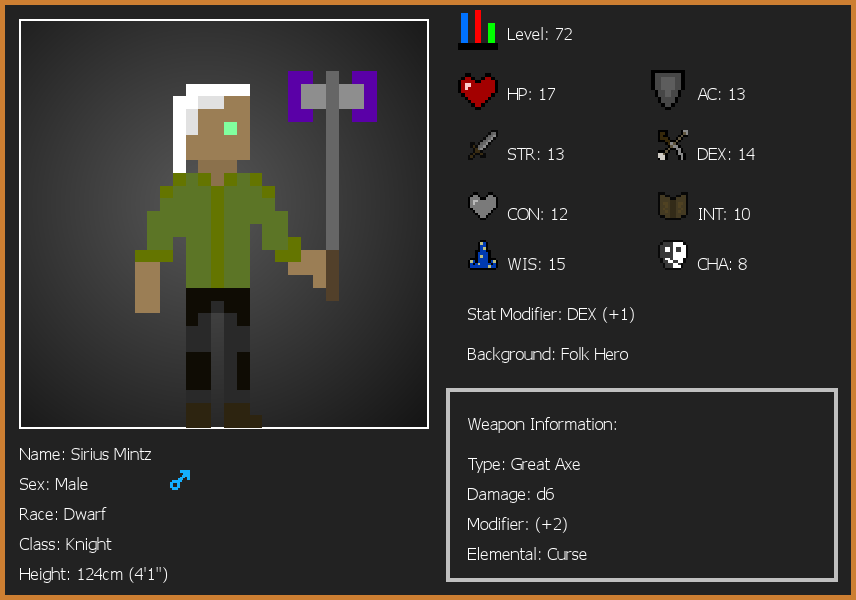 Level: 72
HP: 17
AC: 13
STR: 13
DEX: 14
CON: 12
INT: 10
WIS: 15
CHA: 8
Stat Modifier: DEX (+1)
Background: Folk Hero
Weapon Information:
Type: Great Axe
Damage: d6
Modifier: (+2)
Elemental: Curse
Name: Sirius Mintz
Sex: Male
Race: Dwarf
Class: Knight
Height: 124cm (4'1")